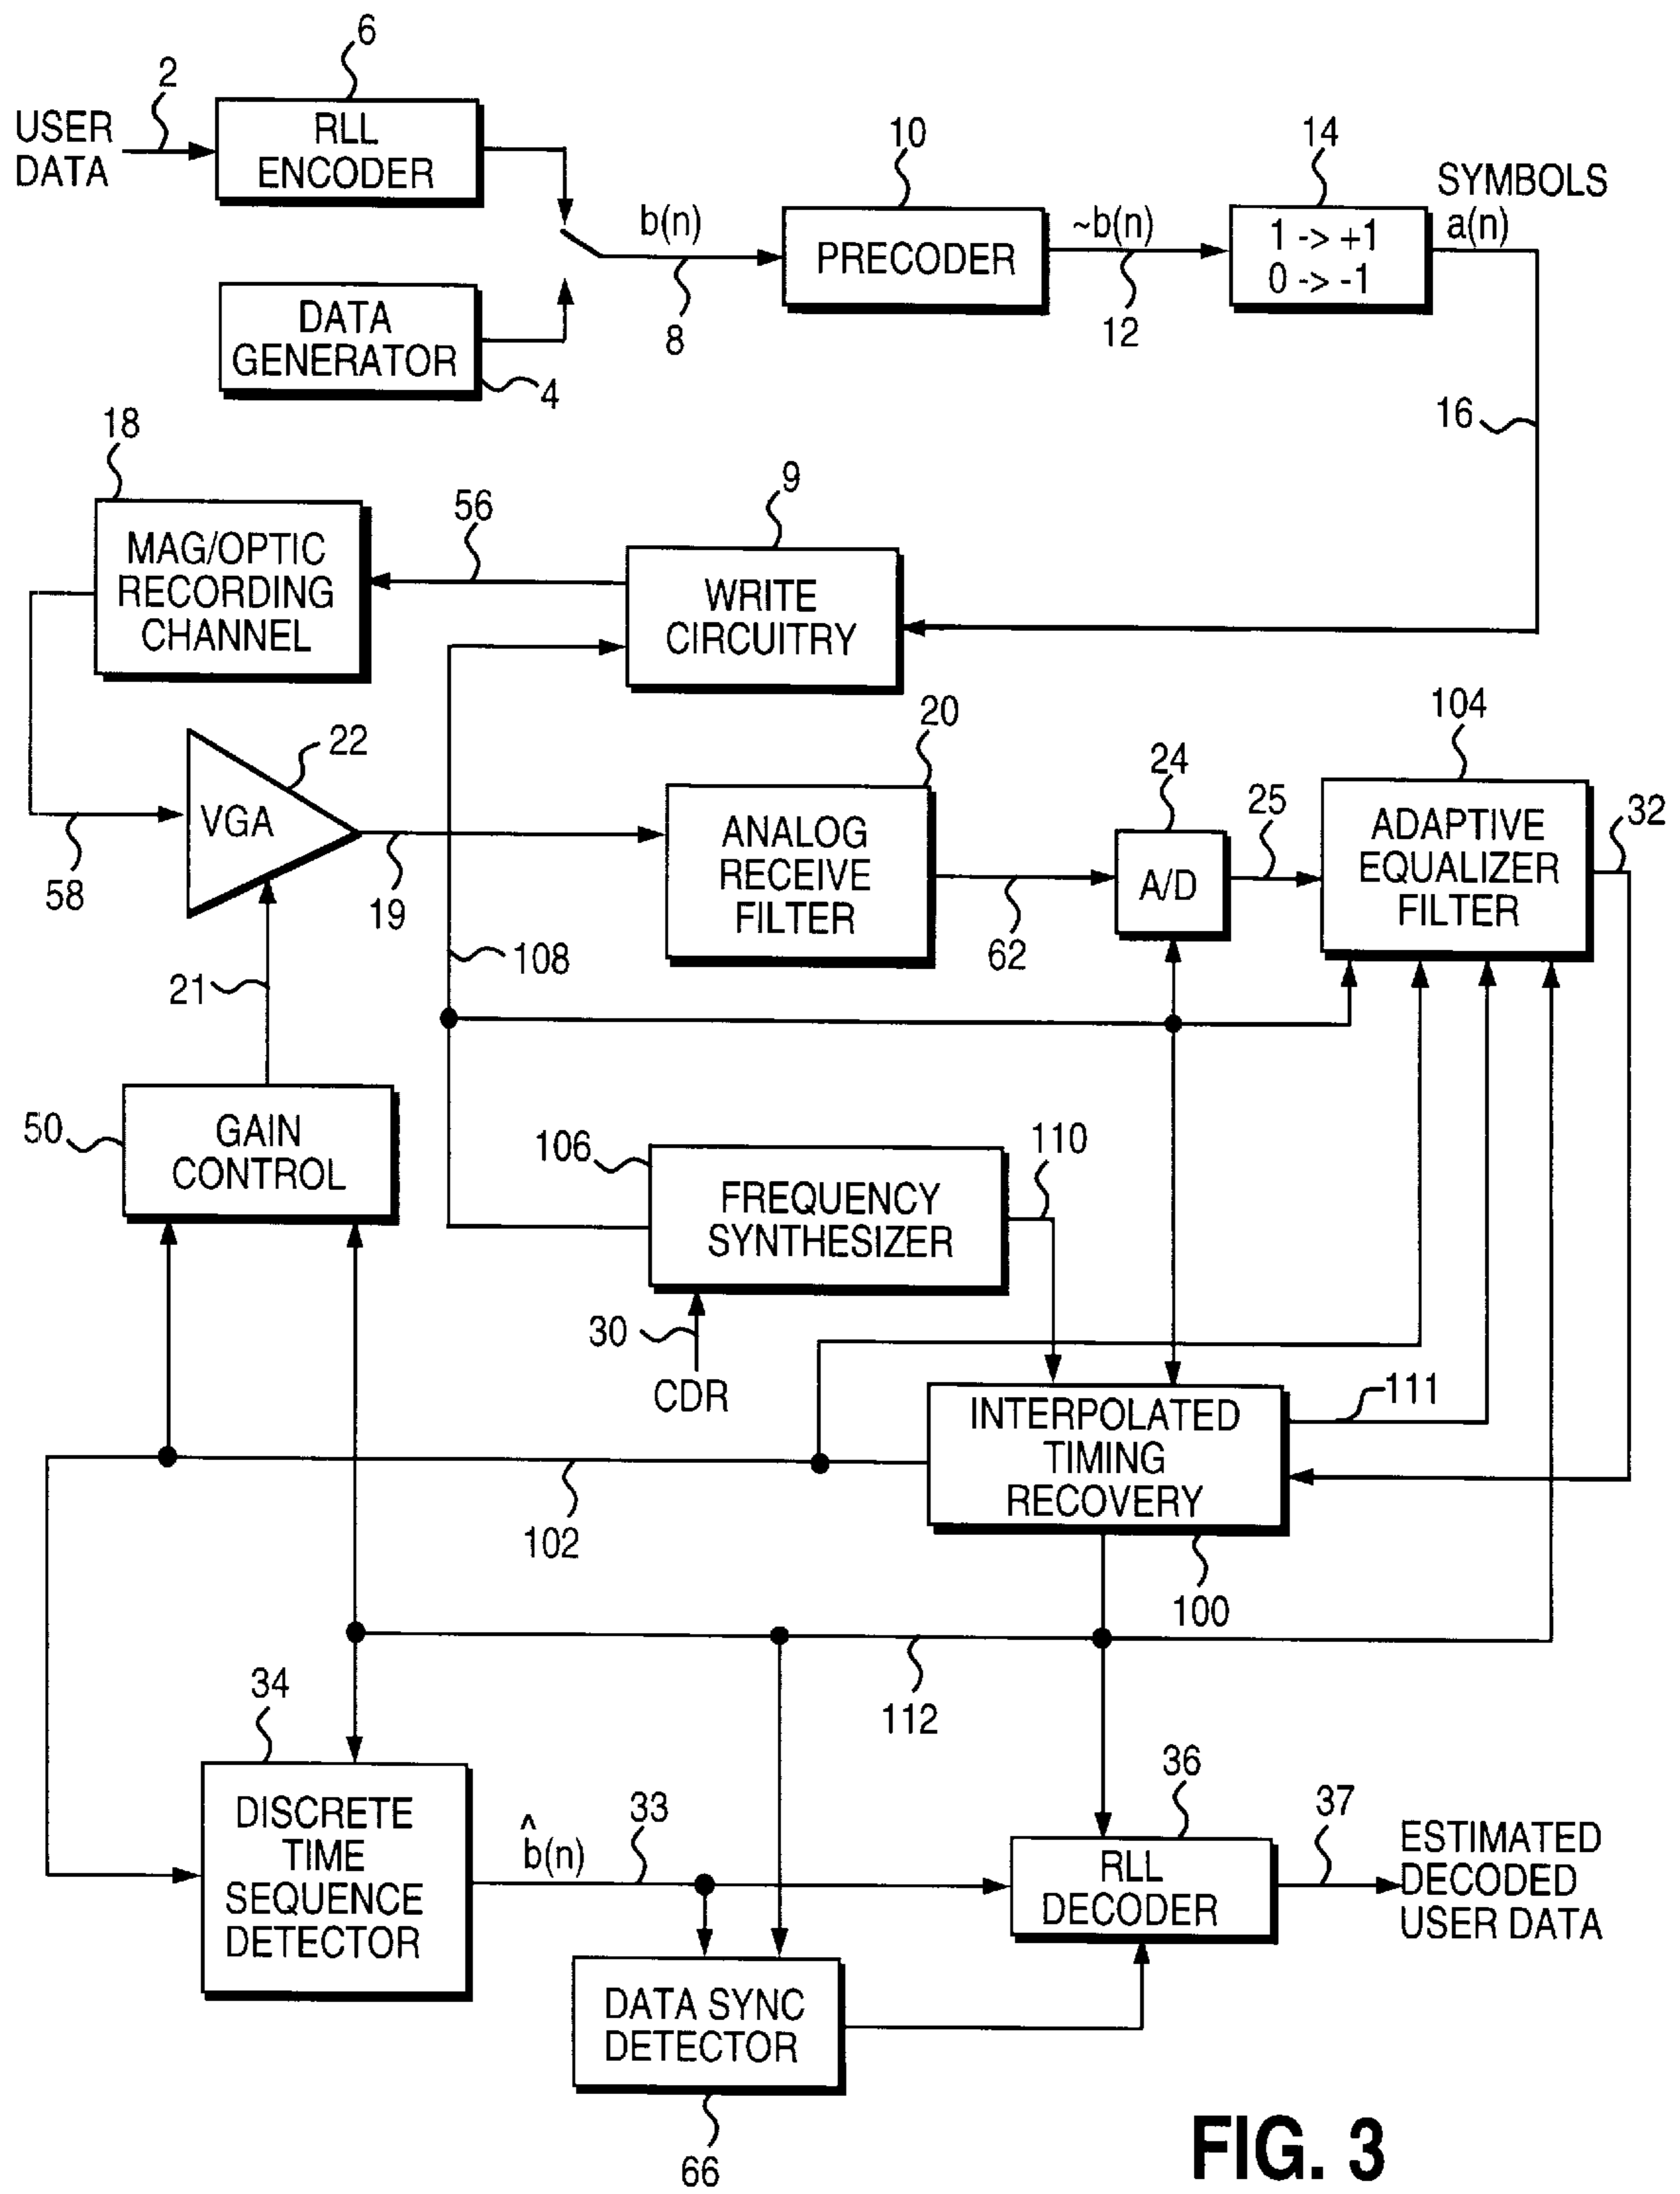 6
2
USER
DATA
RLL
ENCODER
10
14
SYMBOLS
b(n)
PRECODER
~b(n)
1 -> +1
0 -> -1
a(n)
8
12
DATA
GENERATOR
4
16
18
56
9
MAG/OPTIC
RECORDING
CHANNEL
WRITE
CIRCUITRY
22
VGA
58
19
20
ANALOG
RECEIVE
FILTER
62
24
A/D
25
104
ADAPTIVE
EQUALIZER
FILTER
32
108
21
50
GAIN
CONTROL
106
FREQUENCY
SYNTHESIZER
110
30
CDR
INTERPOLATED
TIMING
RECOVERY
111
102
100
112
34
DISCRETE
TIME
SEQUENCE
DETECTOR
b̂(n)
33
36
RLL
DECODER
37
ESTIMATED
DECODED
USER DATA
DATA SYNC
DETECTOR
66
FIG. 3